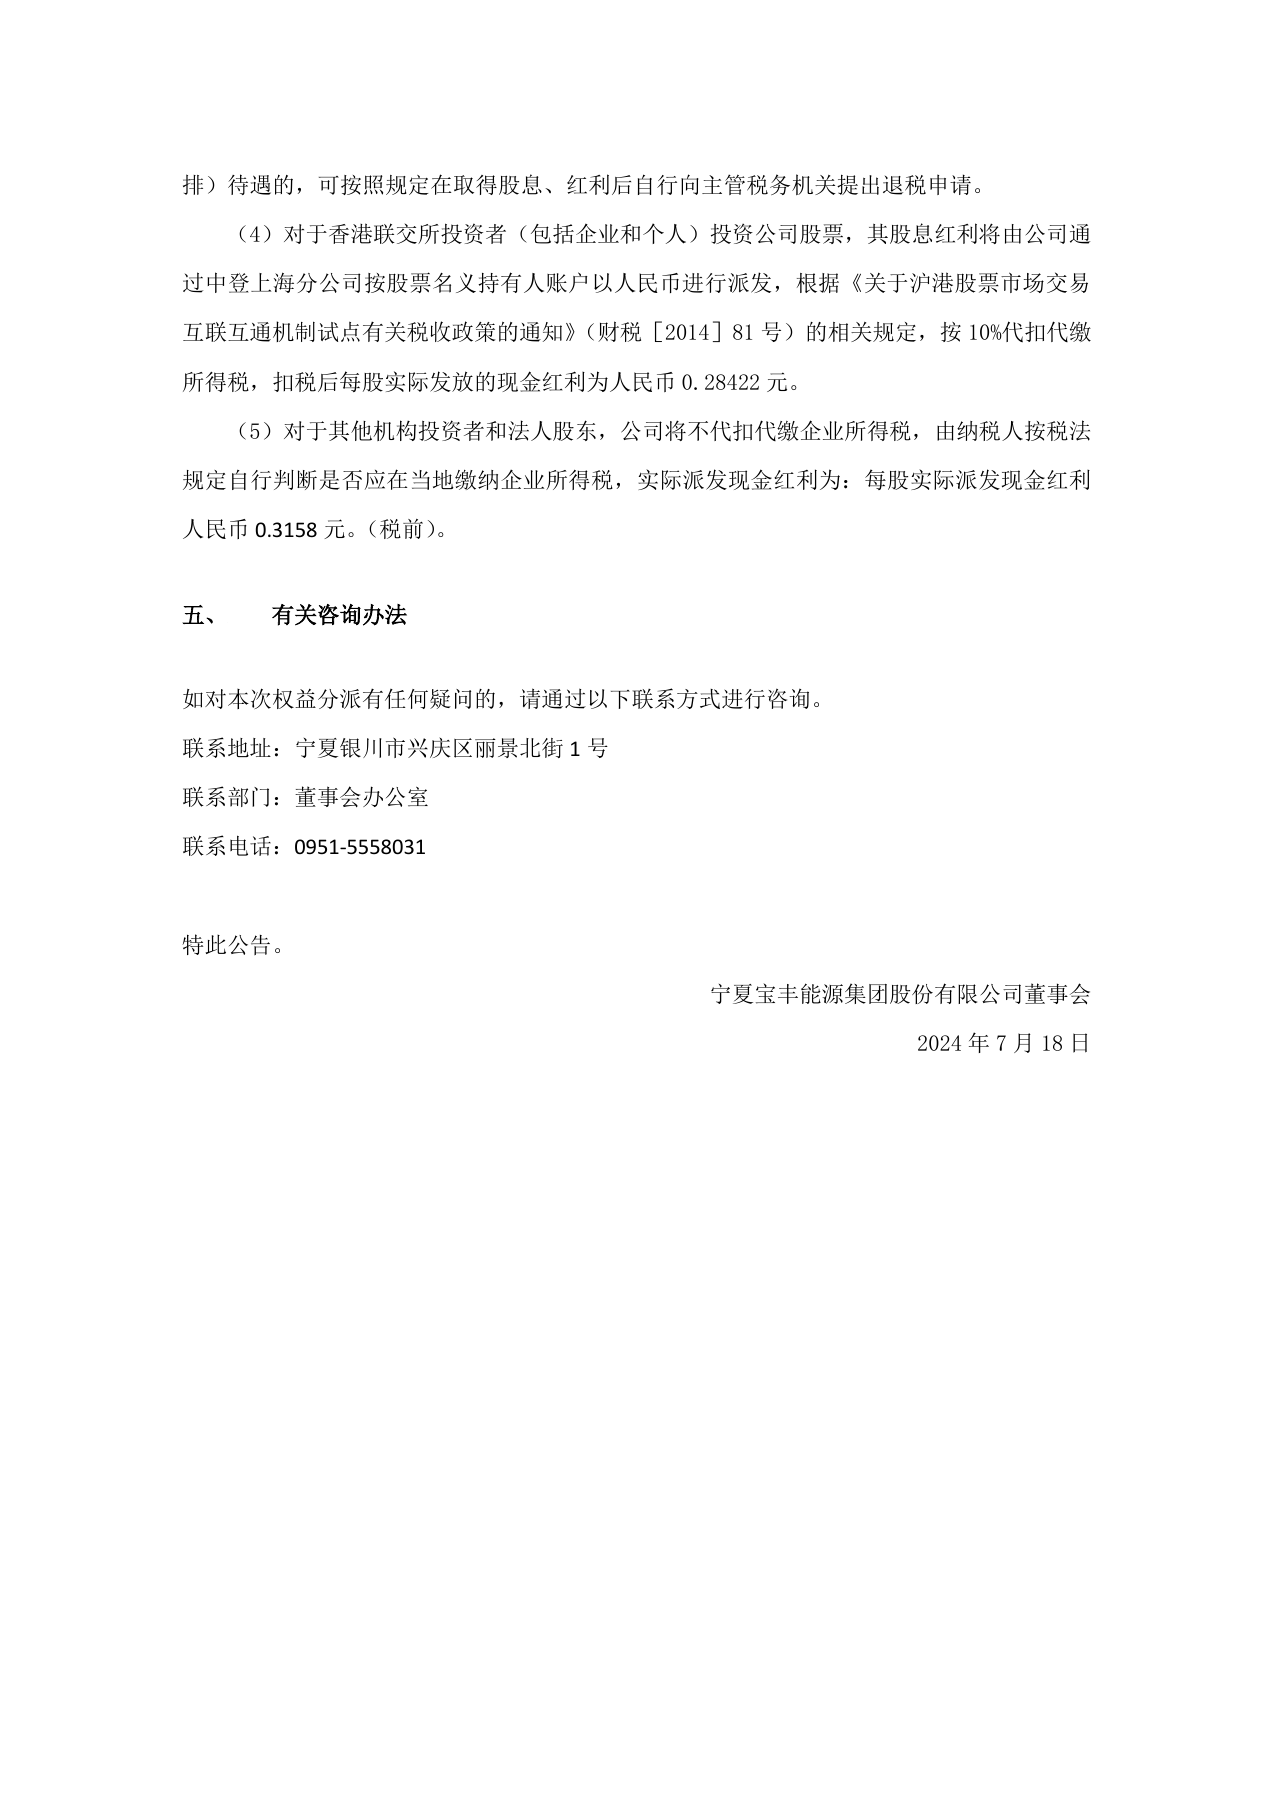 排）待遇的，可按照规定在取得股息、红利后自行向主管税务机关提出退税申请。
（4）对于香港联交所投资者（包括企业和个人）投资公司股票，其股息红利将由公司通
过中登上海分公司按股票名义持有人账户以人民币进行派发，根据《关于沪港股票市场交易
互联互通机制试点有关税收政策的通知》（财税［2014］81 号）的相关规定，按 10%代扣代缴
所得税，扣税后每股实际发放的现金红利为人民币 0.28422 元。
（5）对于其他机构投资者和法人股东，公司将不代扣代缴企业所得税，由纳税人按税法
规定自行判断是否应在当地缴纳企业所得税，实际派发现金红利为：每股实际派发现金红利
人民币 0.3158 元。（税前）。
五、 有关咨询办法
如对本次权益分派有任何疑问的，请通过以下联系方式进行咨询。
联系地址：宁夏银川市兴庆区丽景北街 1 号
联系部门：董事会办公室
联系电话：0951-5558031
特此公告。
宁夏宝丰能源集团股份有限公司董事会
2024 年 7 月 18 日